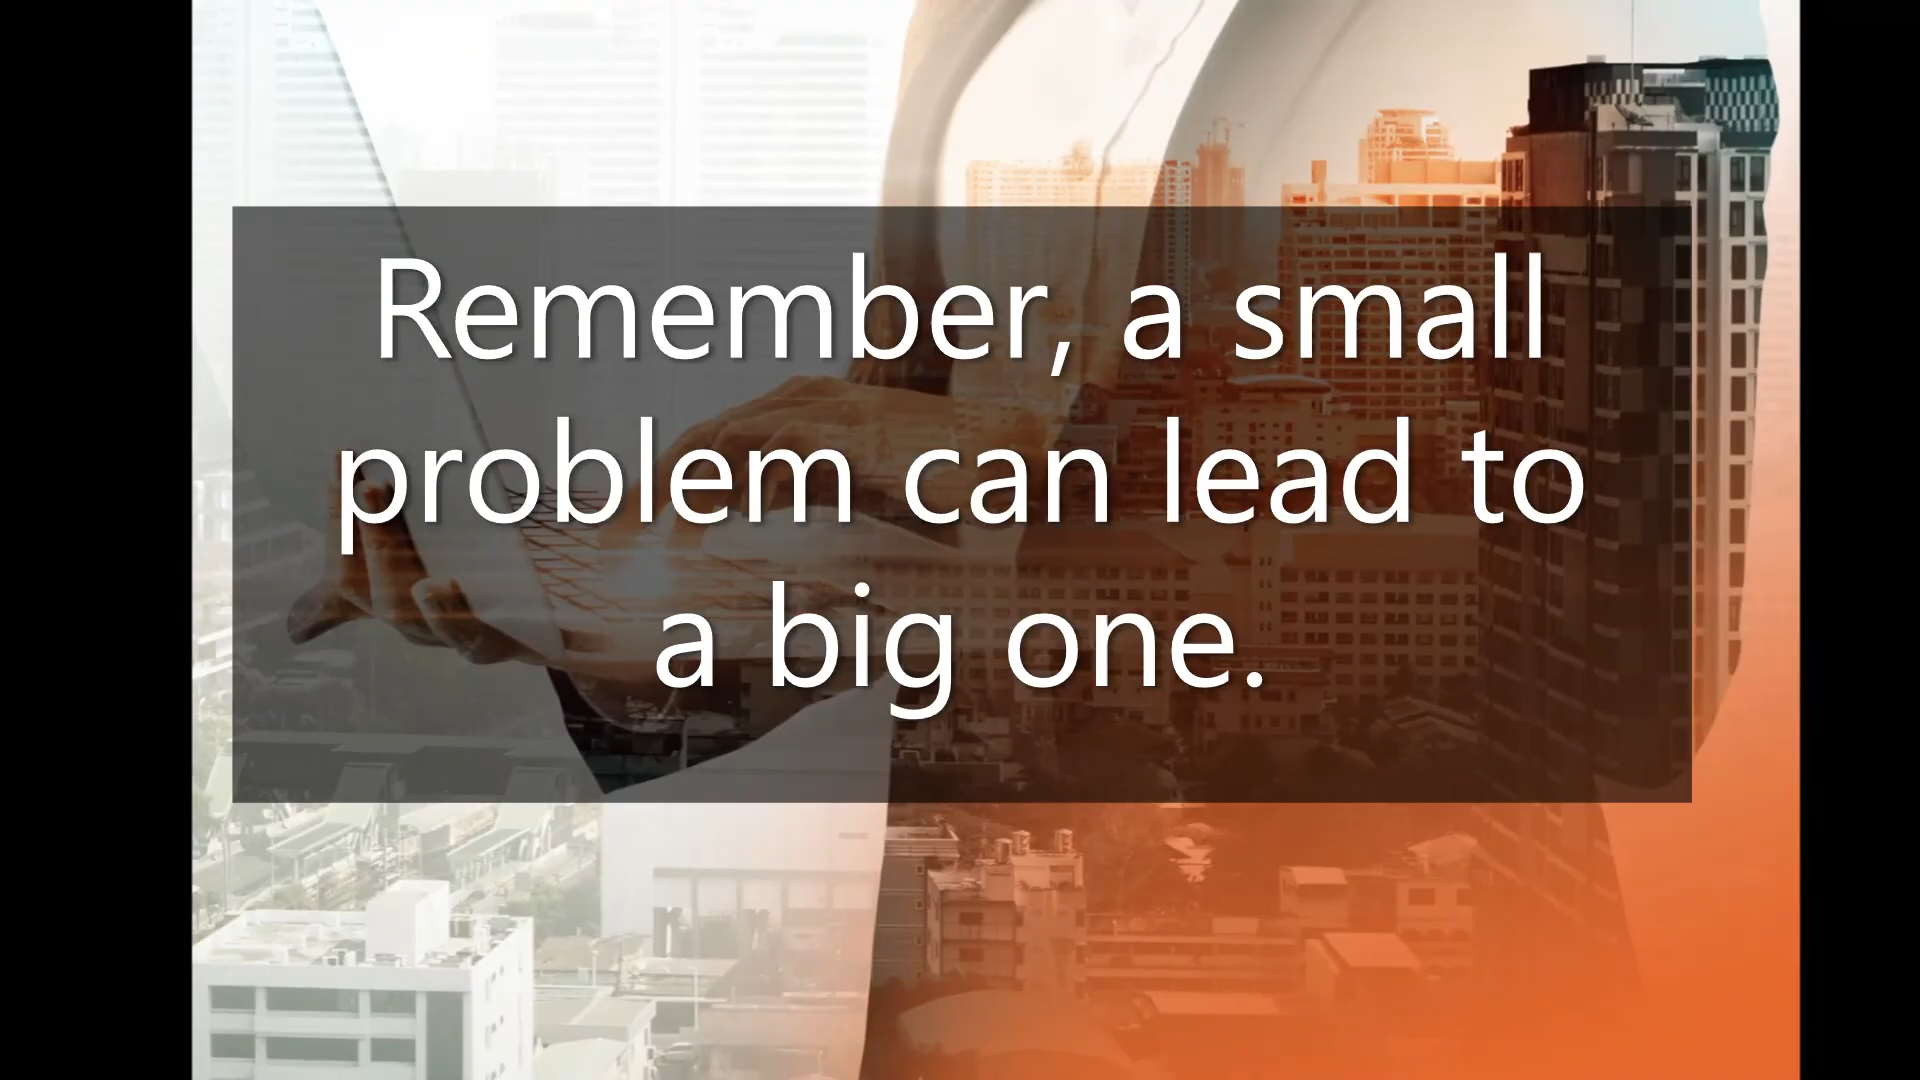 Remember, a small
problem can lead to
a big one.